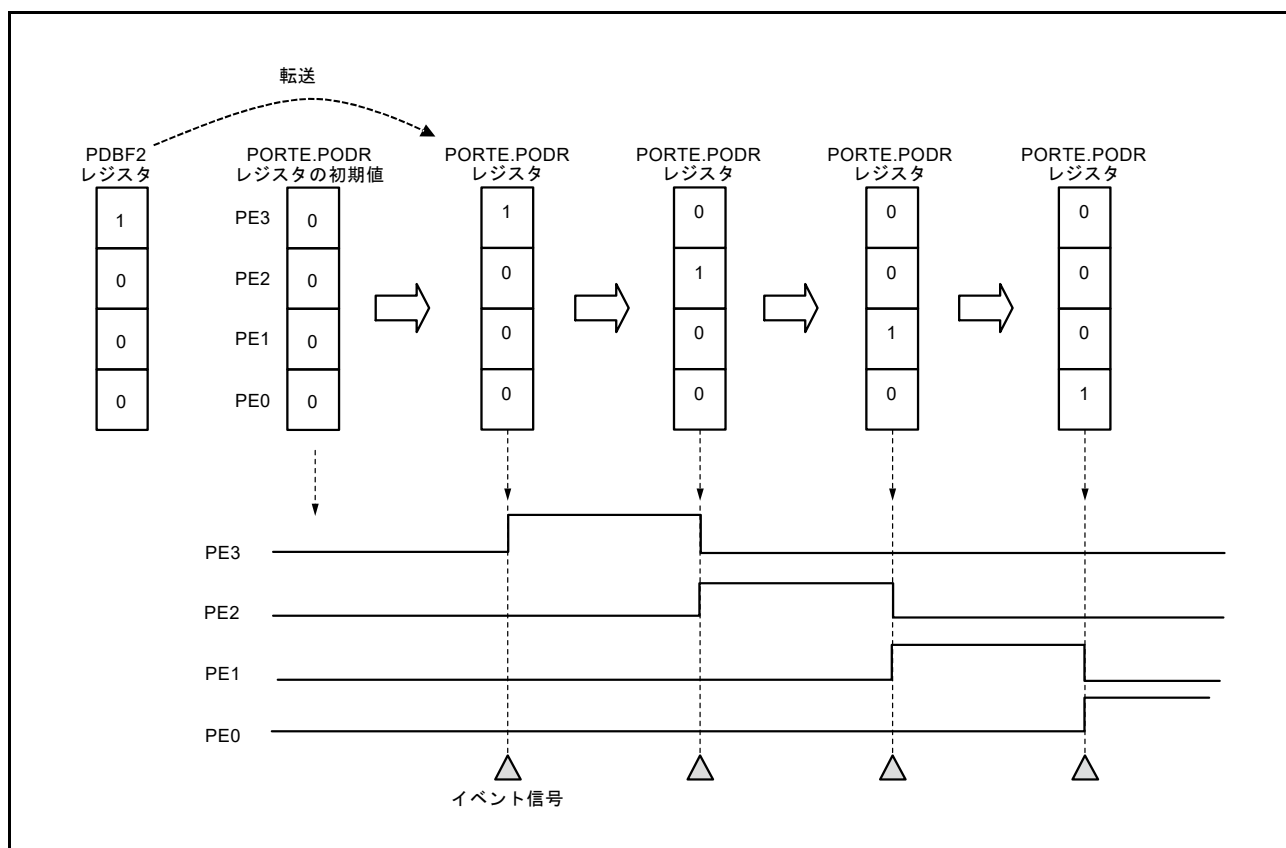 転送
PDBF2
レジスタ
PORTE.PODR
レジスタの初期値
PORTE.PODR
レジスタ
PORTE.PODR
レジスタ
PORTE.PODR
レジスタ
PORTE.PODR
レジスタ
1 PE3 0 1 0 0 0
0 PE2 0 0 1 0 0
0 PE1 0 0 0 1 0
0 PE0 0 0 0 0 1
PE3
PE2
PE1
PE0
イベント信号